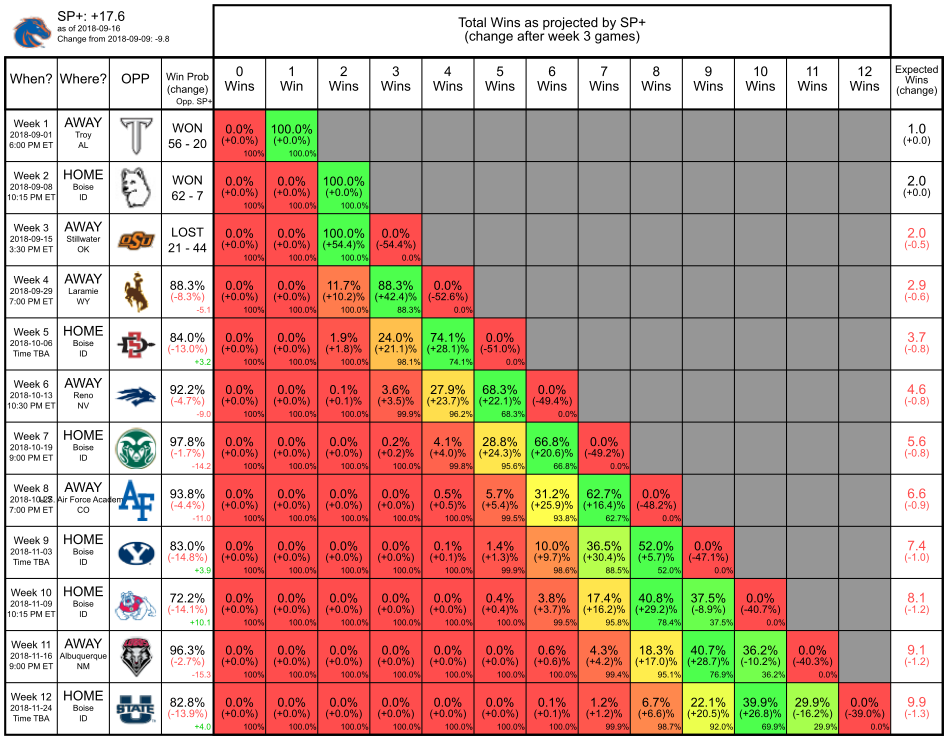 SP+: +17.6
as of 2018-09-16
Change from 2018-09-09: -9.8
Total Wins as projected by SP+
(change after week 3 games)
When? Where? OPP Win Prob (change) Opp. SP+ 0 Wins 1 Win 2 Wins 3 Wins 4 Wins 5 Wins 6 Wins 7 Wins 8 Wins 9 Wins 10 Wins 11 Wins 12 Wins Expected Wins (change)
Week 1 AWAY WON 0.0% 100.0% 1.0
2018-09-01 Troy T 56 - 20 (+0.0%) (+0.0%) (+0.0)
6:00 PM ET AL 100% 100.0%
Week 2 HOME WON 0.0% 0.0% 100.0% 2.0
2018-09-08 Boise 62 - 7 (+0.0%) (+0.0%) (+0.0)% (+0.0)
10:15 PM ET ID 100% 100% 100.0%
Week 3 AWAY LOST 0.0% 0.0% 100.0% 0.0% 2.0
2018-09-15 Stillwater OSU 21 - 44 (+0.0%) (+0.0%) (+54.4)% (-54.4%) (-0.5)
3:30 PM ET OK 100% 100% 100.0% 0.0%
Week 4 AWAY 88.3% 0.0% 0.0% 11.7% 88.3% 0.0% 2.9
2018-09-29 Laramie (-8.3%) (+0.0%) (+0.0%) (+10.2)% (+42.4)% (-52.6%) (-0.6)
7:00 PM ET WY -5.1 100% 100% 100.0% 88.3% 0.0%
Week 5 HOME 84.0% 0.0% 0.0% 1.9% 24.0% 74.1% 0.0% 3.7
2018-10-06 Boise SD (-13.0%) (+0.0%) (+0.0%) (+1.8)% (+21.1)% (+28.1)% (-51.0%) (-0.8)
Time TBA ID +3.2 100% 100% 100.0% 98.1% 74.1% 0.0%
Week 6 AWAY 92.2% 0.0% 0.0% 0.1% 3.6% 27.9% 68.3% 0.0% 4.6
2018-10-13 Reno (-4.7%) (+0.0%) (+0.0%) (+0.1)% (+3.5)% (+23.7)% (+22.1)% (-49.4%) (-0.8)
10:30 PM ET NV -9.0 100% 100% 100.0% 99.9% 96.2% 68.3% 0.0%
Week 7 HOME 97.8% 0.0% 0.0% 0.0% 0.2% 4.1% 28.8% 66.8% 0.0% 5.6
2018-10-19 Boise (-1.7%) (+0.0%) (+0.0%) (+0.0)% (+0.2)% (+4.0)% (+24.3)% (+20.6)% (-49.2%) (-0.8)
9:00 PM ET ID -14.2 100% 100% 100.0% 100.0% 99.8% 95.6% 66.8% 0.0%
Week 8 AWAY AF 93.8% 0.0% 0.0% 0.0% 0.0% 0.5% 5.7% 31.2% 62.7% 0.0% 6.6
2018-10-27 U.S. Air Force Academy (-4.4%) (+0.0%) (+0.0%) (+0.0)% (+0.0)% (+0.5)% (+5.4)% (+25.9)% (+16.4)% (-48.2%) (-0.9)
7:00 PM ET CO -11.0 100% 100% 100.0% 100.0% 100.0% 99.5% 93.8% 62.7% 0.0%
Week 9 HOME 83.0% 0.0% 0.0% 0.0% 0.0% 0.1% 1.4% 10.0% 36.5% 52.0% 0.0% 7.4
2018-11-03 Boise Y (-14.8%) (+0.0%) (+0.0%) (+0.0)% (+0.0)% (+0.1)% (+1.3)% (+9.7)% (+30.4)% (+5.7)% (-47.1%) (-1.0)
Time TBA ID +3.9 100% 100% 100.0% 100.0% 100.0% 99.9% 98.6% 88.5% 52.0% 0.0%
Week 10 HOME 72.2% 0.0% 0.0% 0.0% 0.0% 0.0% 0.4% 3.8% 17.4% 40.8% 37.5% 0.0% 8.1
2018-11-09 Boise (-14.1%) (+0.0%) (+0.0%) (+0.0)% (+0.0)% (+0.0)% (+0.4)% (+3.7)% (+16.2)% (+29.2)% (-8.9)% (-40.7%) (-1.2)
10:15 PM ET ID +10.1 100% 100% 100.0% 100.0% 100.0% 100.0% 99.5% 95.8% 78.4% 37.5% 0.0%
Week 11 AWAY 96.3% 0.0% 0.0% 0.0% 0.0% 0.0% 0.0% 0.6% 4.3% 18.3% 40.7% 36.2% 0.0% 9.1
2018-11-16 Albuquerque (-2.7%) (+0.0%) (+0.0%) (+0.0)% (+0.0)% (+0.0)% (+0.0)% (+0.6)% (+4.2)% (+17.0)% (+28.7)% (-10.2)% (-40.3%) (-1.2)
9:00 PM ET NM -15.3 100% 100% 100.0% 100.0% 100.0% 100.0% 100.0% 99.4% 95.1% 76.9% 36.2% 0.0%
Week 12 HOME 82.8% 0.0% 0.0% 0.0% 0.0% 0.0% 0.0% 0.1% 1.2% 6.7% 22.1% 39.9% 29.9% 0.0% 9.9
2018-11-24 Boise U STATE (-13.9%) (+0.0%) (+0.0%) (+0.0)% (+0.0)% (+0.0)% (+0.0)% (+0.1)% (+1.2)% (+6.6)% (+20.5)% (+26.8)% (-16.2)% (-39.0%) (-1.3)
Time TBA ID +4.0 100% 100% 100.0% 100.0% 100.0% 100.0% 100.0% 99.9% 98.7% 92.0% 69.9% 29.9% 0.0%